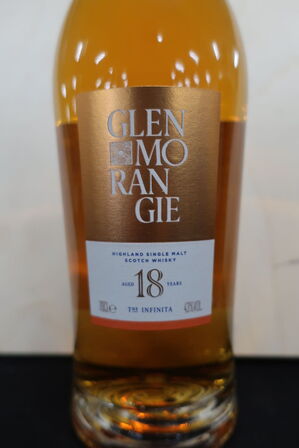 GLEN
MO
RAN
GIE
HIGHLAND SINGLE MALT
SCOTCH WHISKY
AGED 18 YEARS
THE INFINITA